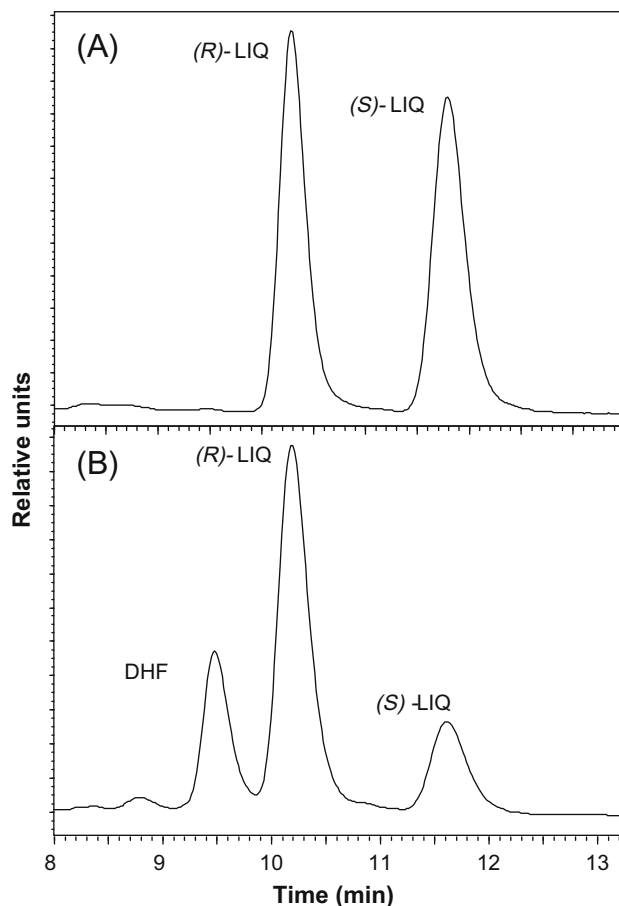 (A)
(R)- LIQ
(S)- LIQ
(B)
(R)- LIQ
DHF
(S) -LIQ
Relative units
8 9 10 11 12 13
Time (min)